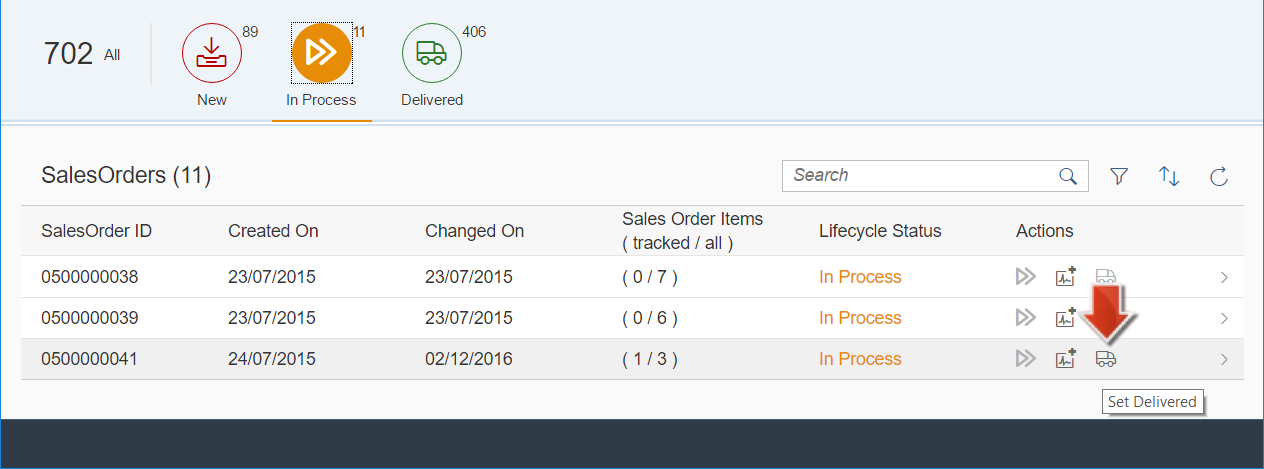 702 All
89
New
11
In Process
406
Delivered
SalesOrders (11)
Search
SalesOrder ID Created On Changed On Sales Order Items Lifecycle Status Actions
( tracked / all )
0500000038 23/07/2015 23/07/2015 ( 0 / 7 ) In Process
0500000039 23/07/2015 23/07/2015 ( 0 / 6 ) In Process
0500000041 24/07/2015 02/12/2016 ( 1 / 3 ) In Process
Set Delivered